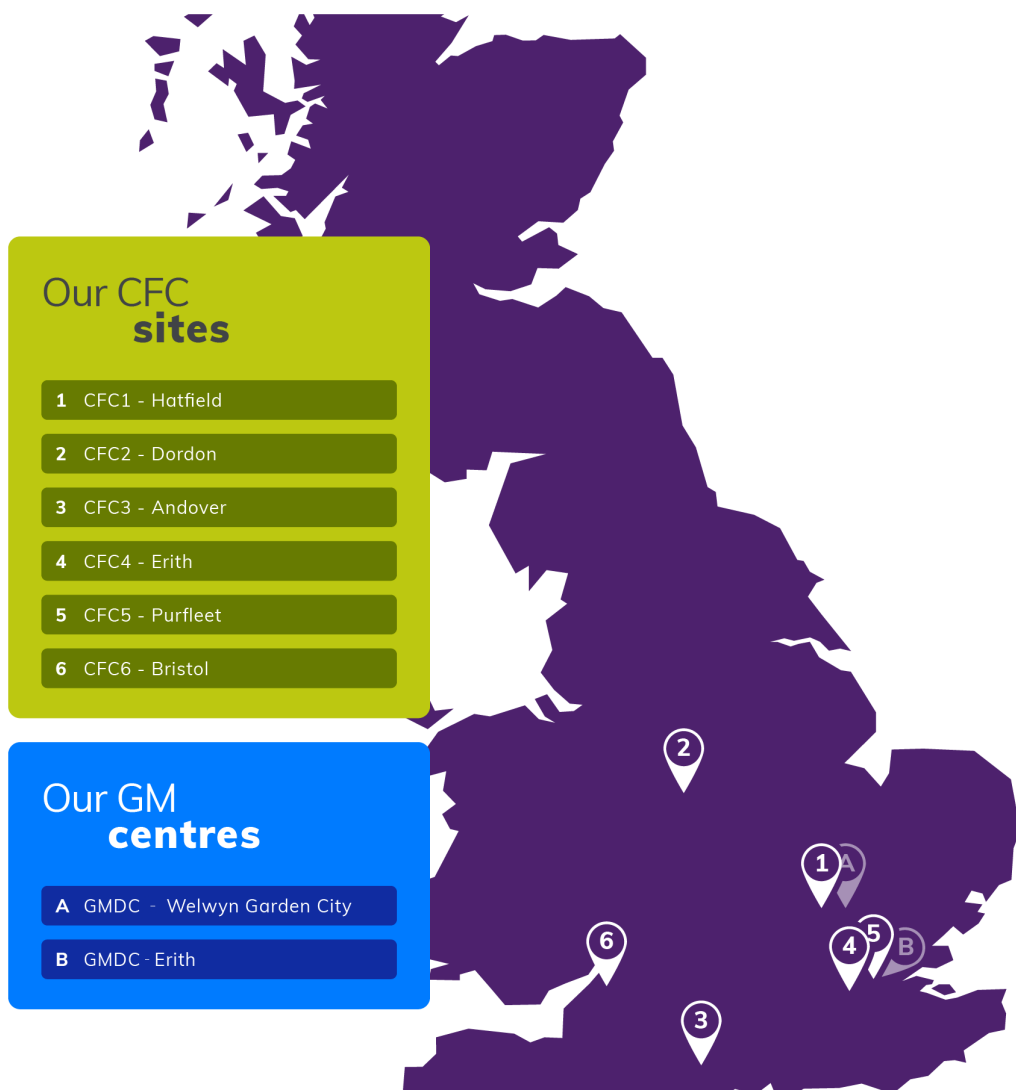 Our CFC
sites
1 CFC1 - Hatfield
2 CFC2 - Dordon
3 CFC3 - Andover
4 CFC4 - Erith
5 CFC5 - Purfleet
6 CFC6 - Bristol
Our GM
centres
A GMDC - Welwyn Garden City
B GMDC - Erith
2
1 A
6
4 5 B
3